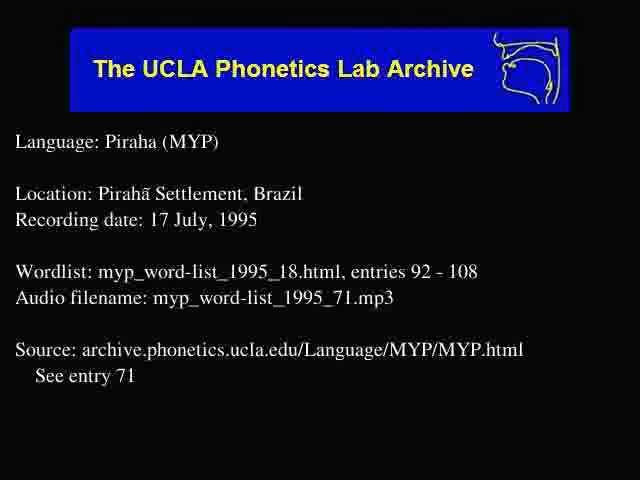 The UCLA Phonetics Lab Archive
Language: Piraha (MYP)
Location: Pirahã Settlement, Brazil
Recording date: 17 July, 1995
Wordlist: myp_word-list_1995_18.html, entries 92 - 108
Audio filename: myp_word-list_1995_71.mp3
Source: archive.phonetics.ucla.edu/Language/MYP/MYP.html
See entry 71